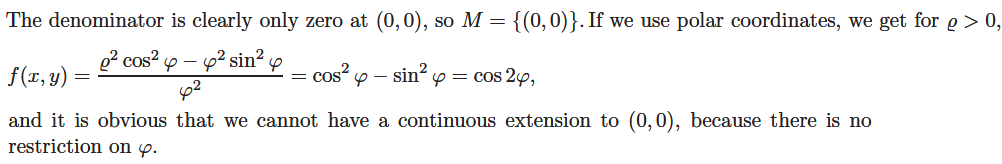 The denominator is clearly only zero at (0,0), so M = {(0,0)}. If we use polar coordinates, we get for ϱ > 0,
f(x,y) = \frac{ϱ² cos² φ − φ² sin² φ}{φ²} = cos² φ − sin² φ = cos 2φ,
and it is obvious that we cannot have a continuous extension to (0,0), because there is no
restriction on φ.